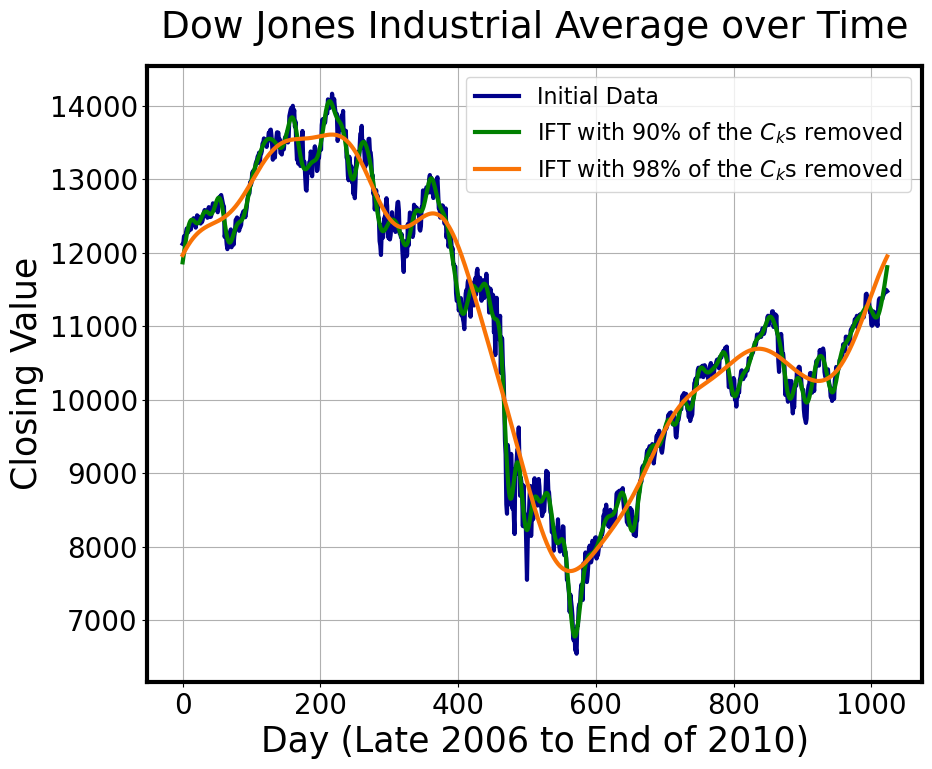 Dow Jones Industrial Average over Time
Initial Data
IFT with 90% of the $C_k$s removed
IFT with 98% of the $C_k$s removed
14000
13000
12000
11000
10000
9000
8000
7000
Closing Value
0 200 400 600 800 1000
Day (Late 2006 to End of 2010)